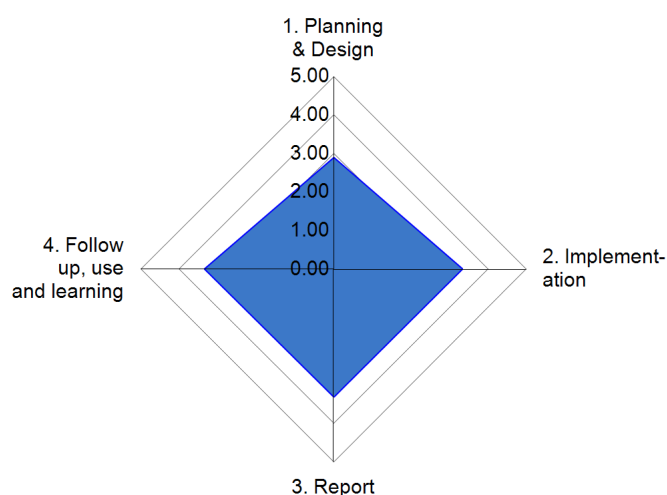 1. Planning
& Design
5.00
4.00
3.00
2.00
1.00
0.00
4. Follow
up, use
and learning
2. Implement-
ation
3. Report